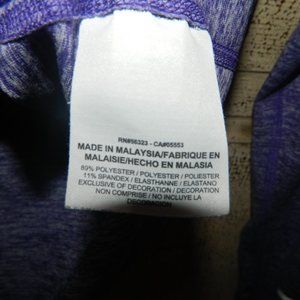 RN#56323 - CA#05553
MADE IN MALAYSIA/FABRIQUE EN
MALAISIE/HECHO EN MALASIA
89% POLYESTER / POLYESTER / POLIESTER
11% SPANDEX / ELASTHANNE / ELASTANO
EXCLUSIVE OF DECORATION / DECORATION
NON COMPRISE / NO INCLUYE LA
DECORACION